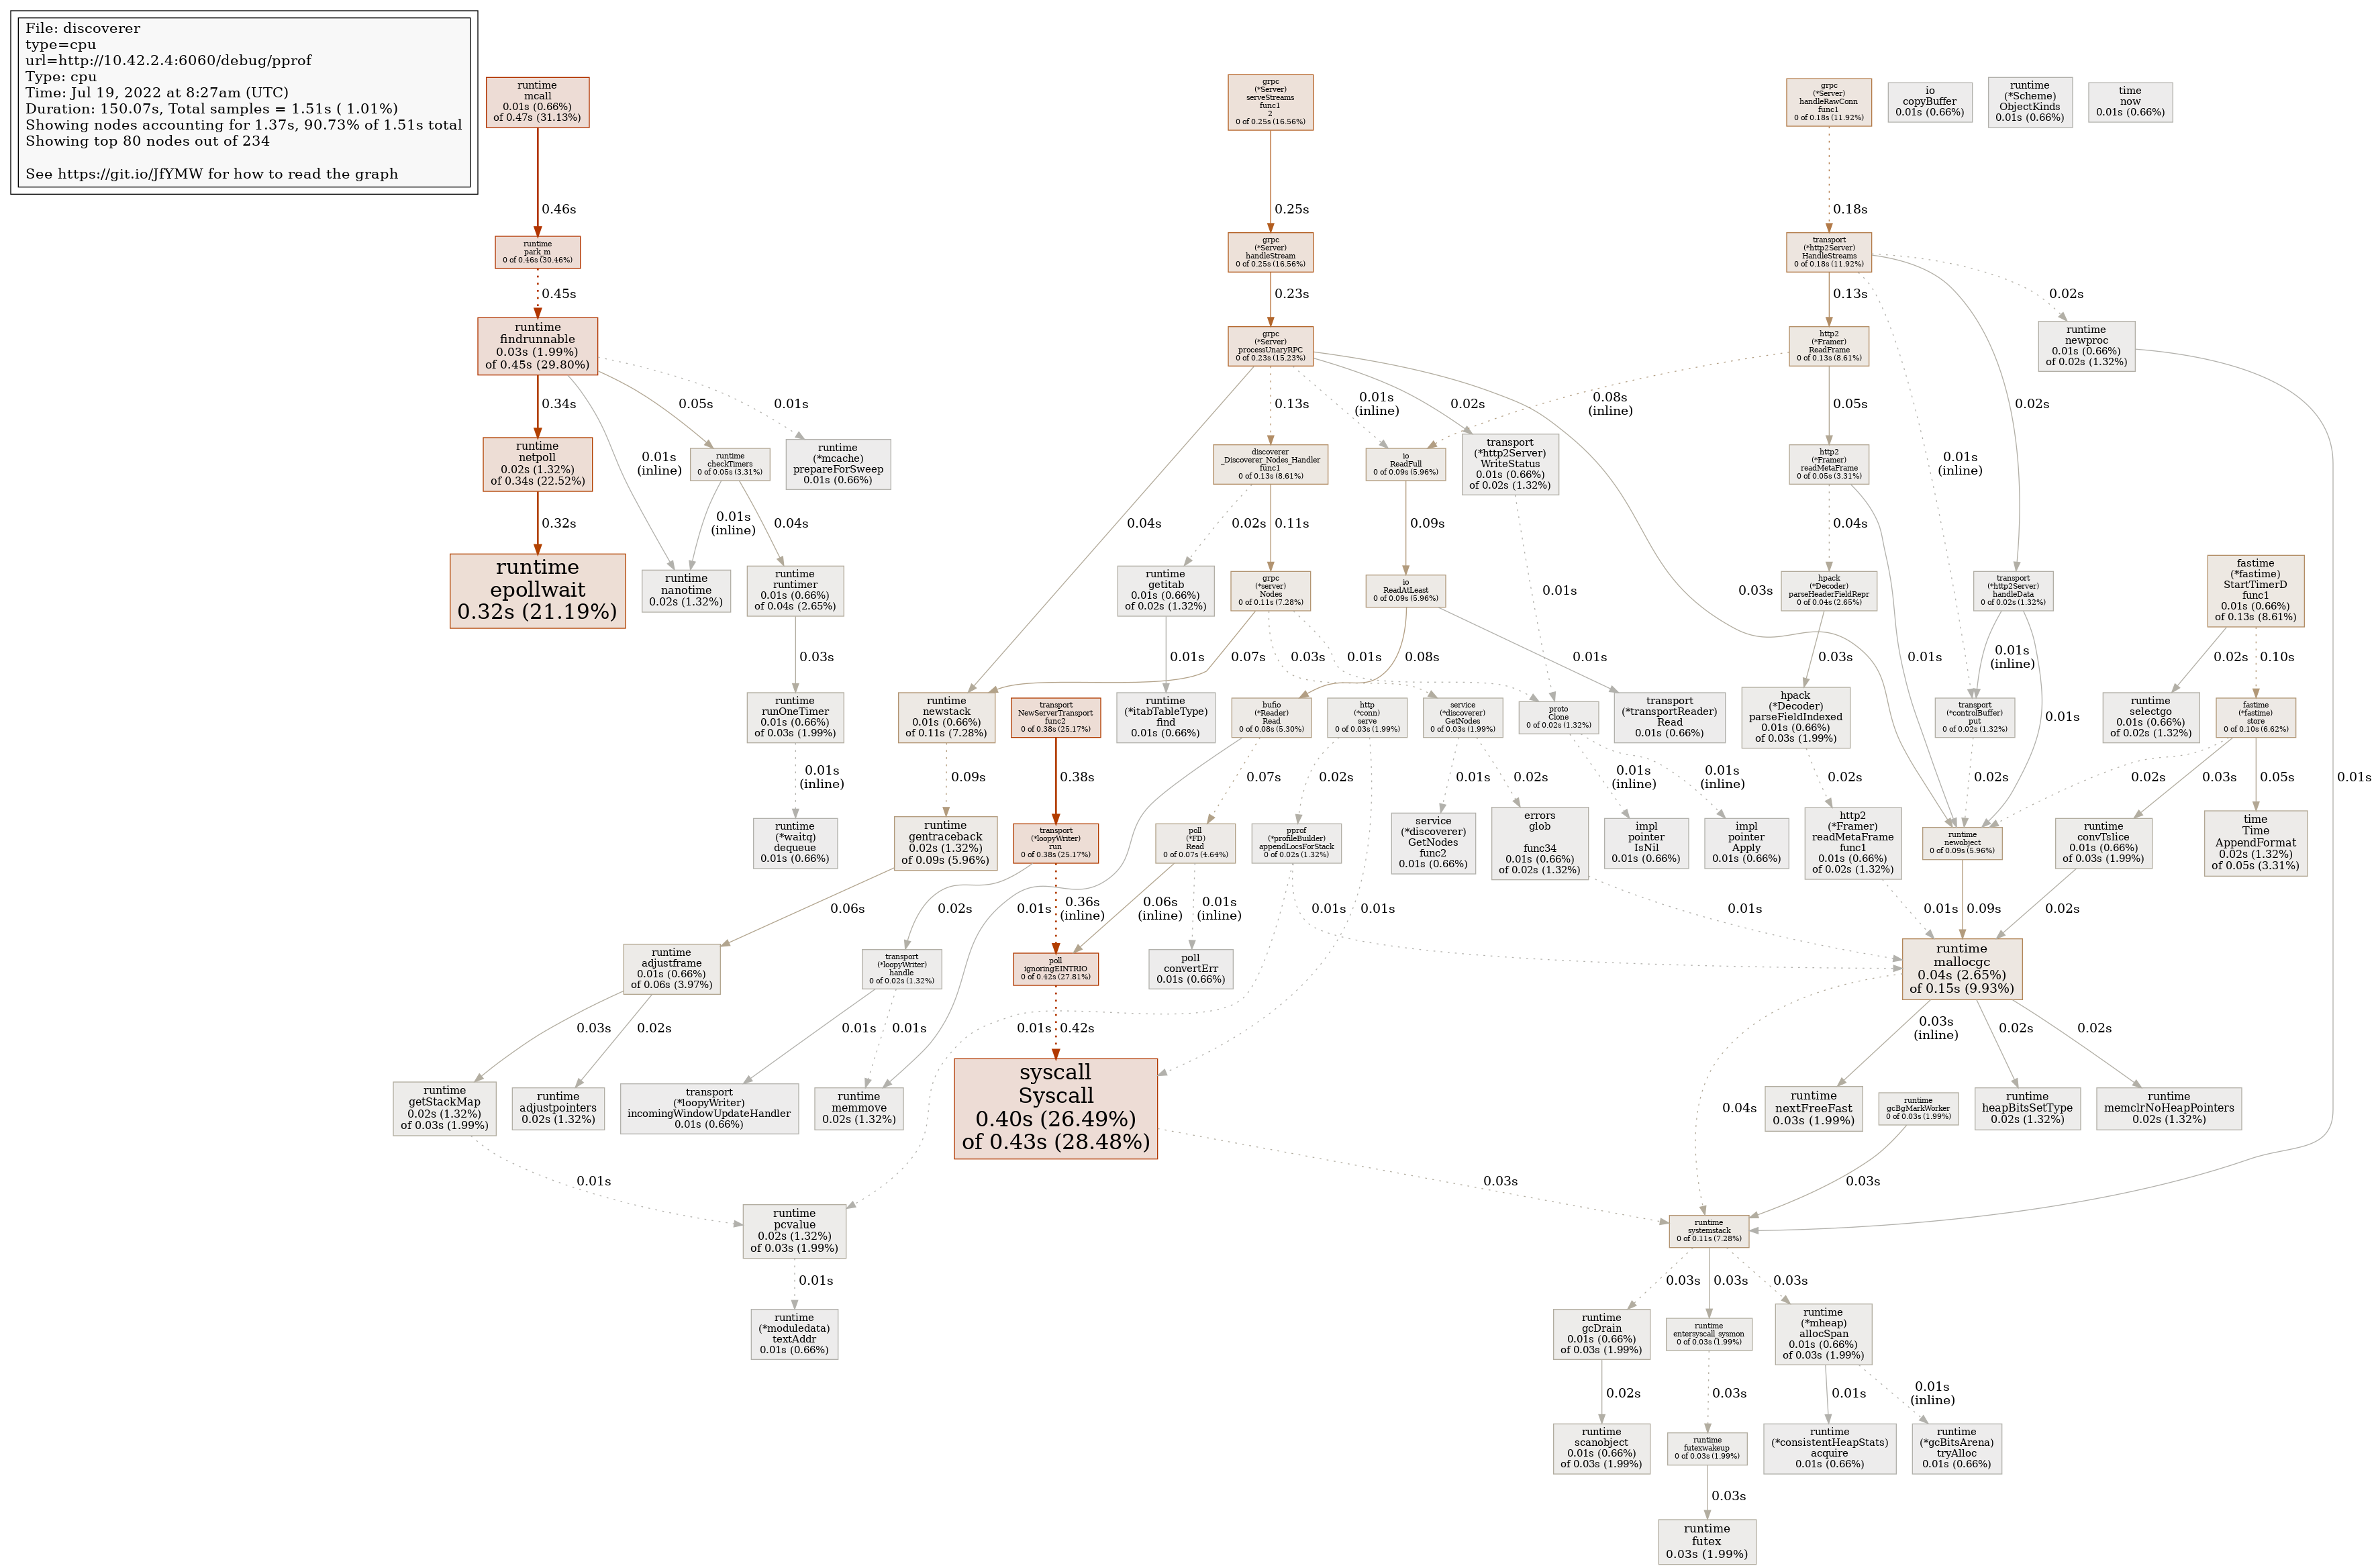 File: discoverer
type=cpu
url=http://10.42.2.4:6060/debug/pprof
Type: cpu
Time: Jul 19, 2022 at 8:27am (UTC)
Duration: 150.07s, Total samples = 1.51s ( 1.01%)
Showing nodes accounting for 1.37s, 90.73% of 1.51s total
Showing top 80 nodes out of 234
See https://git.io/JfYMW for how to read the graph
runtime
mcall
0.01s (0.66%)
of 0.47s (31.13%)
grpc
(*Server)
serveStreams
func1
2
0 of 0.25s (16.56%)
grpc
(*Server)
handleRawConn
func1
0 of 0.18s (11.92%)
io
copyBuffer
0.01s (0.66%)
runtime
(*Scheme)
ObjectKinds
0.01s (0.66%)
time
now
0.01s (0.66%)
0.46s
0.25s
0.18s
runtime
park_m
0 of 0.46s (30.46%)
grpc
(*Server)
handleStream
0 of 0.25s (16.56%)
transport
(*http2Server)
HandleStreams
0 of 0.18s (11.92%)
0.45s
0.23s
0.13s
0.02s
runtime
findrunnable
0.03s (1.99%)
of 0.45s (29.80%)
grpc
(*Server)
processUnaryRPC
0 of 0.23s (15.23%)
http2
(*Framer)
ReadFrame
0 of 0.13s (8.61%)
runtime
newproc
0.01s (0.66%)
of 0.02s (1.32%)
0.34s
0.05s
0.01s
0.13s
0.01s
(inline)
0.02s
0.08s
(inline)
0.05s
0.02s
runtime
netpoll
0.02s (1.32%)
of 0.34s (22.52%)
0.01s
(inline)
runtime
checkTimers
0 of 0.05s (3.31%)
runtime
(*mcache)
prepareForSweep
0.01s (0.66%)
discoverer
_Discoverer_Nodes_Handler
func1
0 of 0.13s (8.61%)
io
ReadFull
0 of 0.09s (5.96%)
transport
(*http2Server)
WriteStatus
0.01s (0.66%)
of 0.02s (1.32%)
http2
(*Framer)
readMetaFrame
0 of 0.05s (3.31%)
0.01s
(inline)
0.32s
0.01s
(inline)
0.04s
0.04s
0.02s
0.11s
0.09s
0.04s
runtime
epollwait
0.32s (21.19%)
runtime
nanotime
0.02s (1.32%)
runtime
runtimer
0.01s (0.66%)
of 0.04s (2.65%)
runtime
getitab
0.01s (0.66%)
of 0.02s (1.32%)
grpc
(*server)
Nodes
0 of 0.11s (7.28%)
io
ReadAtLeast
0 of 0.09s (5.96%)
0.01s
0.03s
hpack
(*Decoder)
parseHeaderFieldRepr
0 of 0.04s (2.65%)
transport
(*http2Server)
handleData
0 of 0.02s (1.32%)
fastime
(*fastime)
StartTimerD
func1
0.01s (0.66%)
of 0.13s (8.61%)
0.03s
0.01s
0.07s
0.03s
0.01s
0.08s
0.01s
0.03s
0.01s
0.01s
(inline)
0.02s
0.10s
runtime
runOneTimer
0.01s (0.66%)
of 0.03s (1.99%)
runtime
newstack
0.01s (0.66%)
of 0.11s (7.28%)
transport
NewServerTransport
func2
0 of 0.38s (25.17%)
runtime
(*itabTableType)
find
0.01s (0.66%)
bufio
(*Reader)
Read
0 of 0.08s (5.30%)
http
(*conn)
serve
0 of 0.03s (1.99%)
service
(*discoverer)
GetNodes
0 of 0.03s (1.99%)
proto
Clone
0 of 0.02s (1.32%)
transport
(*transportReader)
Read
0.01s (0.66%)
hpack
(*Decoder)
parseFieldIndexed
0.01s (0.66%)
of 0.03s (1.99%)
transport
(*controlBuffer)
put
0 of 0.02s (1.32%)
0.01s
runtime
selectgo
0.01s (0.66%)
of 0.02s (1.32%)
fastime
(*fastime)
store
0 of 0.10s (6.62%)
0.01s
(inline)
0.09s
0.38s
0.07s
0.02s
0.01s
0.02s
0.01s
(inline)
0.01s
(inline)
0.02s
0.02s
0.02s
0.03s
0.05s
0.01s
runtime
(*waitq)
dequeue
0.01s (0.66%)
runtime
gentraceback
0.02s (1.32%)
of 0.09s (5.96%)
transport
(*loopyWriter)
run
0 of 0.38s (25.17%)
poll
(*FD)
Read
0 of 0.07s (4.64%)
pprof
(*profileBuilder)
appendLocsForStack
0 of 0.02s (1.32%)
service
(*discoverer)
GetNodes
func2
0.01s (0.66%)
errors
glob

func34
0.01s (0.66%)
of 0.02s (1.32%)
impl
pointer
IsNil
0.01s (0.66%)
impl
pointer
Apply
0.01s (0.66%)
http2
(*Framer)
readMetaFrame
func1
0.01s (0.66%)
of 0.02s (1.32%)
runtime
newobject
0 of 0.09s (5.96%)
runtime
convTslice
0.01s (0.66%)
of 0.03s (1.99%)
time
Time
AppendFormat
0.02s (1.32%)
of 0.05s (3.31%)
0.06s
0.02s
0.01s
0.36s
(inline)
0.06s
(inline)
0.01s
(inline)
0.01s
0.01s
0.01s
0.01s
0.09s
0.02s
runtime
adjustframe
0.01s (0.66%)
of 0.06s (3.97%)
transport
(*loopyWriter)
handle
0 of 0.02s (1.32%)
poll
ignoringEINTRIO
0 of 0.42s (27.81%)
poll
convertErr
0.01s (0.66%)
runtime
mallocgc
0.04s (2.65%)
of 0.15s (9.93%)
0.03s
0.02s
0.01s
0.01s
0.01s
0.42s
0.03s
(inline)
0.02s
0.02s
runtime
getStackMap
0.02s (1.32%)
of 0.03s (1.99%)
runtime
adjustpointers
0.02s (1.32%)
transport
(*loopyWriter)
incomingWindowUpdateHandler
0.01s (0.66%)
runtime
memmove
0.02s (1.32%)
syscall
Syscall
0.40s (26.49%)
of 0.43s (28.48%)
0.04s
runtime
nextFreeFast
0.03s (1.99%)
runtime
gcBgMarkWorker
0 of 0.03s (1.99%)
runtime
heapBitsSetType
0.02s (1.32%)
runtime
memclrNoHeapPointers
0.02s (1.32%)
0.01s
0.03s
0.03s
runtime
pcvalue
0.02s (1.32%)
of 0.03s (1.99%)
runtime
systemstack
0 of 0.11s (7.28%)
0.01s
0.03s
0.03s
0.03s
runtime
(*moduledata)
textAddr
0.01s (0.66%)
runtime
gcDrain
0.01s (0.66%)
of 0.03s (1.99%)
runtime
entersyscall_sysmon
0 of 0.03s (1.99%)
runtime
(*mheap)
allocSpan
0.01s (0.66%)
of 0.03s (1.99%)
0.02s
0.03s
0.01s
0.01s
(inline)
runtime
scanobject
0.01s (0.66%)
of 0.03s (1.99%)
runtime
futexwakeup
0 of 0.03s (1.99%)
runtime
(*consistentHeapStats)
acquire
0.01s (0.66%)
runtime
(*gcBitsArena)
tryAlloc
0.01s (0.66%)
0.03s
runtime
futex
0.03s (1.99%)